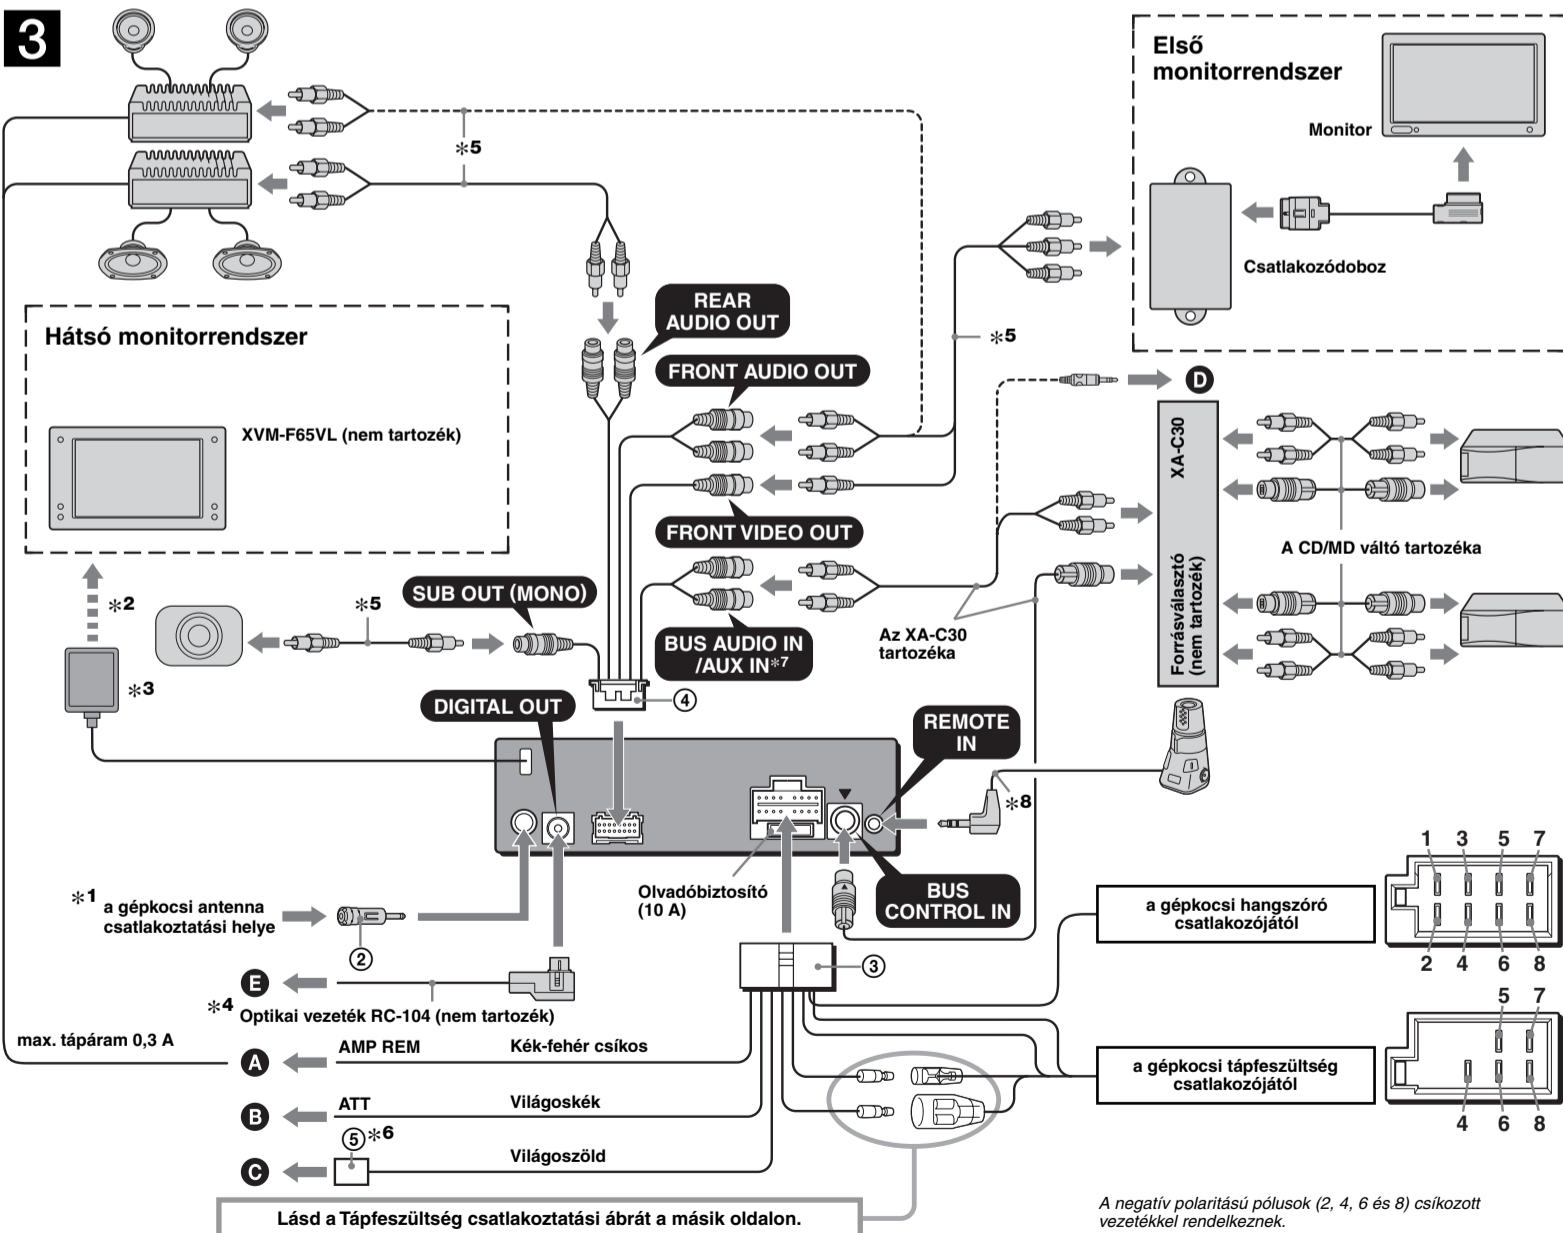 3
Első
monitorrendszer
Monitor
Csatlakozódoboz
*5
Hátsó monitorrendszer
XVM-F65VL (nem tartozék)
REAR
AUDIO OUT
FRONT AUDIO OUT
*5
D
XA-C30
Forrásválasztó
(nem tartozék)
A CD/MD váltó tartozéka
FRONT VIDEO OUT
*2
*5
SUB OUT (MONO)
BUS AUDIO IN
/AUX IN*7
Az XA-C30
tartozéka
*3
DIGITAL OUT
4
REMOTE
IN
*8
*1 a gépkocsi antenna
csatlakoztatási helye
2
Olvadóbiztosító
(10 A)
BUS
CONTROL IN
3
a gépkocsi hangszóró
csatlakozójától
1 3 5 7
2 4 6 8
E
*4 Optikai vezeték RC-104 (nem tartozék)
max. tápáram 0,3 A
A AMP REM Kék-fehér csíkos
B ATT Világoskék
5 *6
C Világoszöld
a gépkocsi tápfeszültség
csatlakozójától
5 7
4 6 8
Lásd a Tápfeszültség csatlakoztatási ábrát a másik oldalon.
A negatív polaritású pólusok (2, 4, 6 és 8) csíkozott
vezetékkel rendelkeznek.